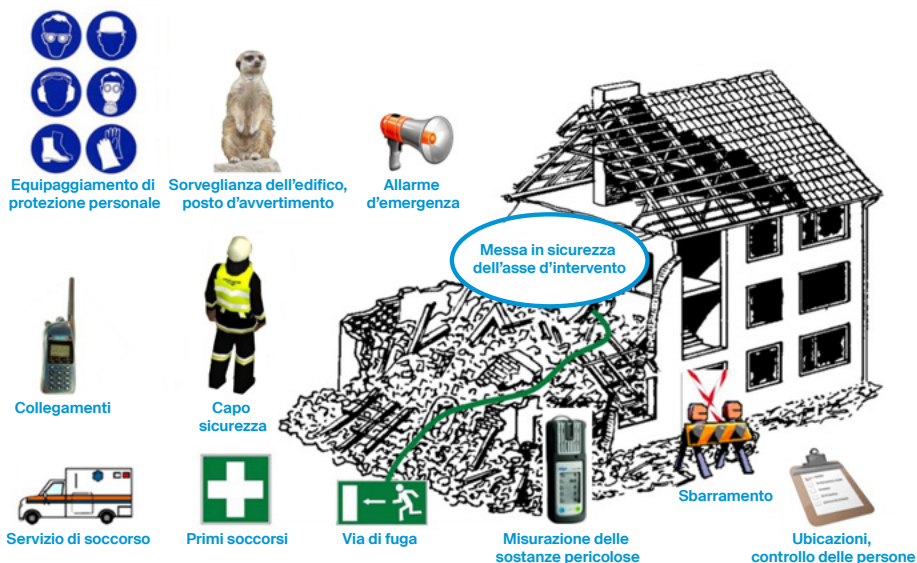 Equipaggiamento di
protezione personale
Sorveglianza dell'edifico,
posto d'avvertimento
Allarme
d'emergenza
Messa in sicurezza
dell'asse d'intervento
Collegamenti
Capo
sicurezza
Sbarramento
Servizio di soccorso
Primi soccorsi
Via di fuga
Misurazione delle
sostanze pericolose
Ubicazioni,
controllo delle persone